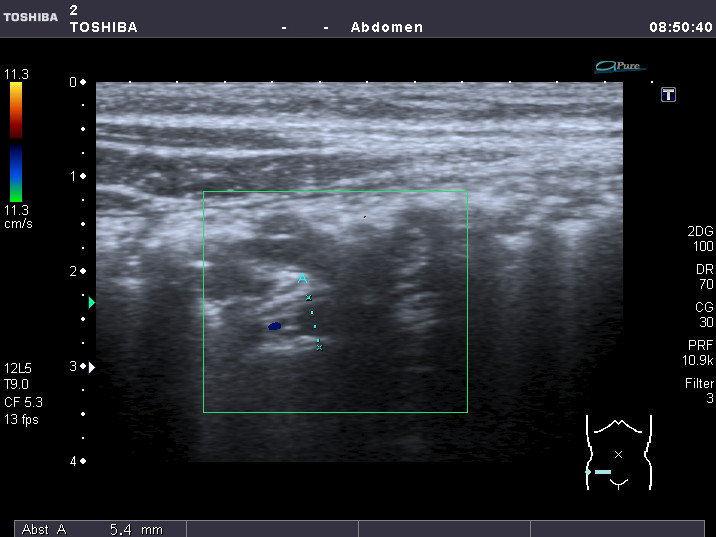 TOSHIBA
2
TOSHIBA - - Abdomen 08:50:40
aPure
T
11.3
11.3
cm/s
0
1
2
3
4
A
2DG
100
DR
70
CG
30
PRF
10.9k
Filter
3
12L5
T9.0
CF 5.3
13 fps
Abst A 5.4 mm